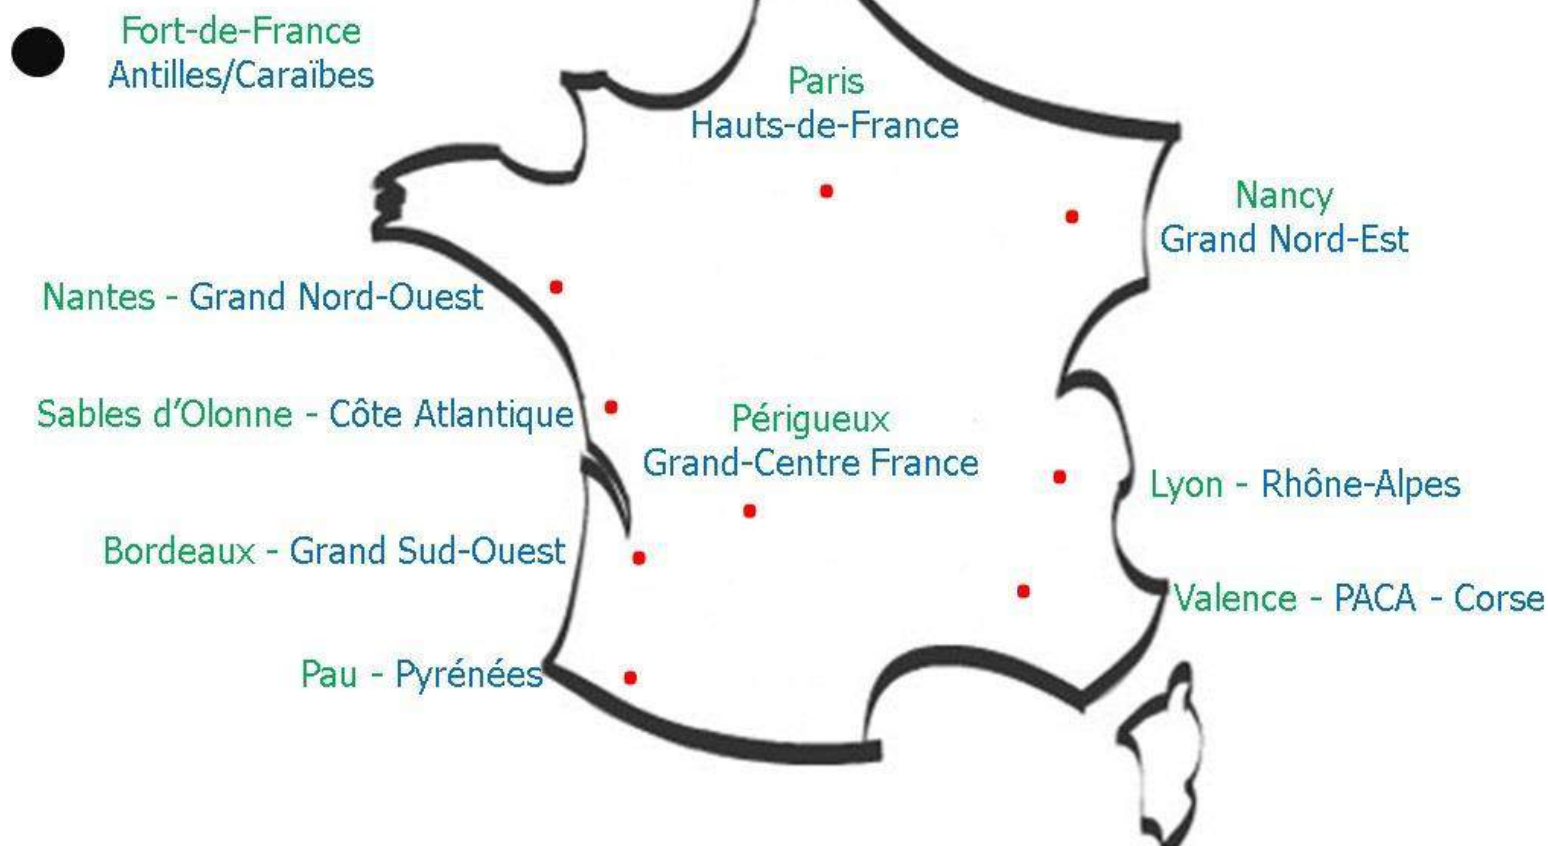 Fort-de-France
Antilles/Caraïbes
Paris
Hauts-de-France
Nancy
Grand Nord-Est
Nantes - Grand Nord-Ouest
Sables d’Olonne - Côte Atlantique
Périgueux
Grand-Centre France
Lyon - Rhône-Alpes
Bordeaux - Grand Sud-Ouest
Valence - PACA - Corse
Pau - Pyrénées